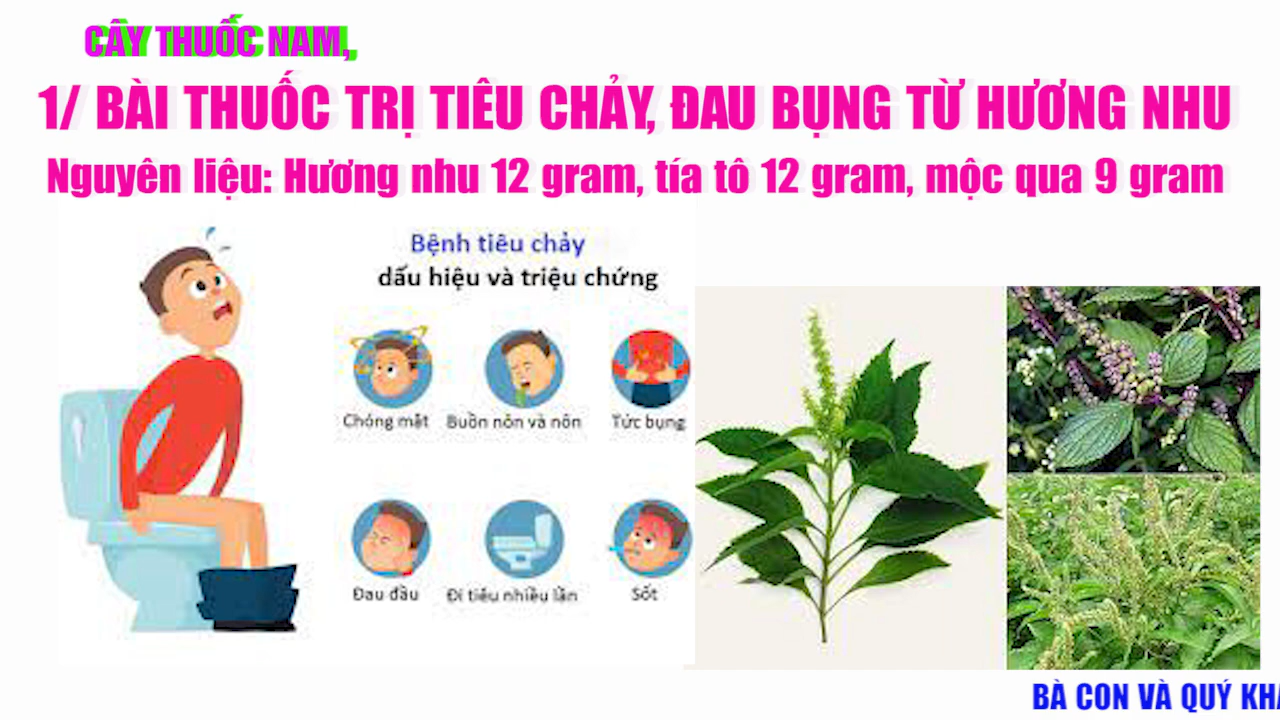 CÂY THUỐC NAM,
1/ BÀI THUỐC TRỊ TIÊU CHẢY, ĐAU BỤNG TỪ HƯƠNG NHU
Nguyên liệu: Hương nhu 12 gram, tía tô 12 gram, mộc qua 9 gram
Bệnh tiêu chảy
dấu hiệu và triệu chứng
Chóng mặt Buồn nôn và nôn Tức bụng
Đau đầu Đi tiêu nhiều lần Sốt
BÀ CON VÀ QUÝ